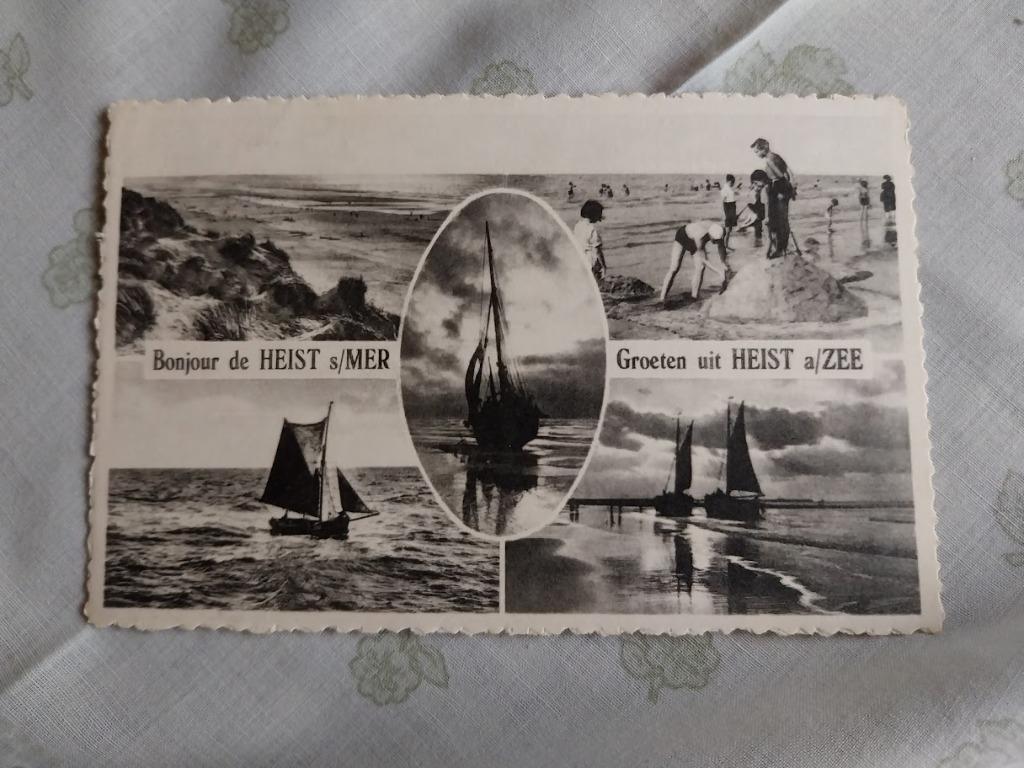 Bonjour de HEIST s/MER
Groeten uit HEIST a/ZEE